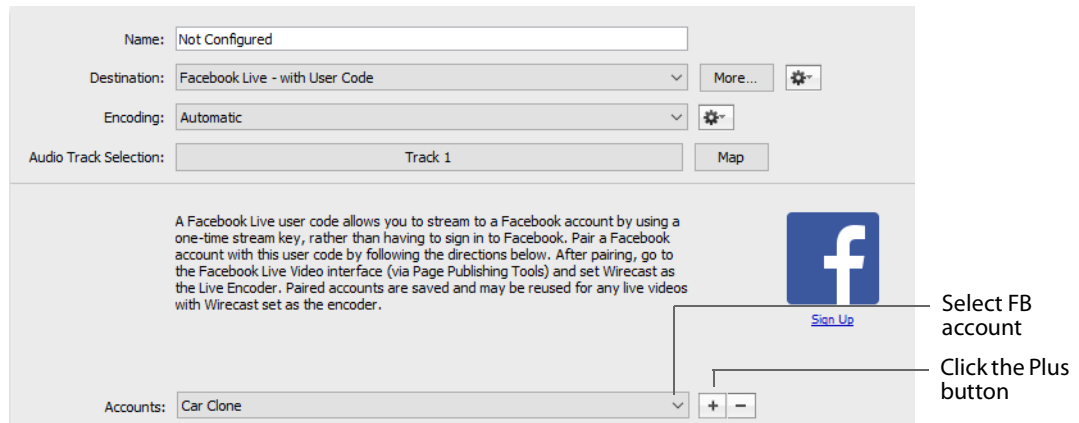 Name: Not Configured
Destination: Facebook Live - with User Code More...
Encoding: Automatic
Audio Track Selection: Track 1 Map
A Facebook Live user code allows you to stream to a Facebook account by using a
one-time stream key, rather than having to sign in to Facebook. Pair a Facebook
account with this user code by following the directions below. After pairing, go to
the Facebook Live Video interface (via Page Publishing Tools) and set Wirecast as
the Live Encoder. Paired accounts are saved and may be reused for any live videos
with Wirecast set as the encoder.
f
Sign Up
Select FB
account
Click the Plus
button
Accounts: Car Clone + −